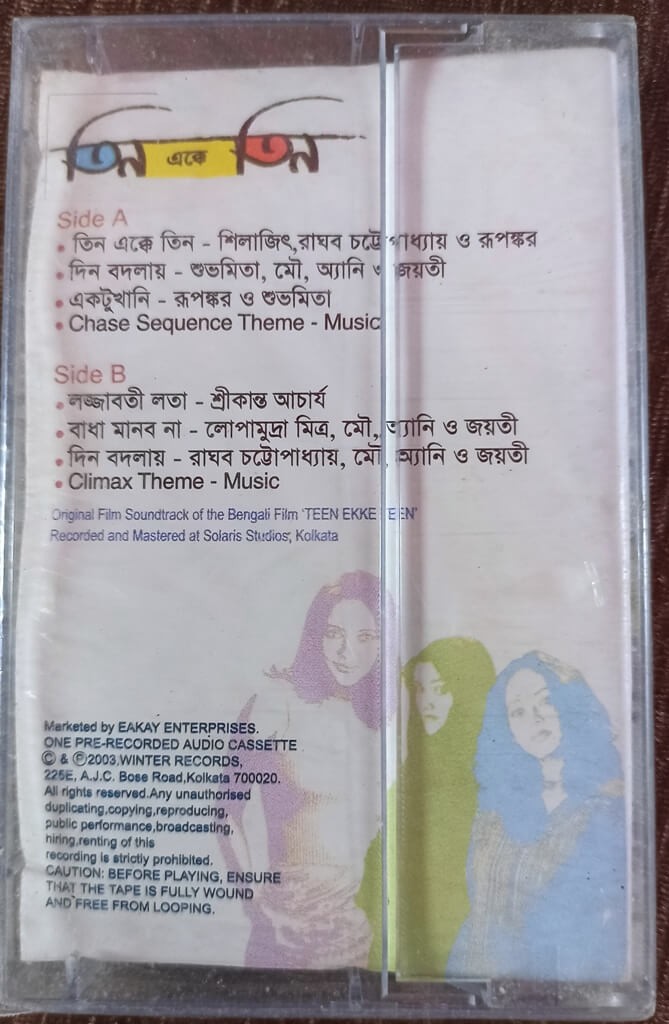 তিন একে তিন
Side A
• তিন এক্কে তিন - শিলাজিৎ, রাঘব চট্টোপাধ্যায় ও রূপঙ্কর
• দিন বদলায় - শুভমিতা, মৌ, অ্যানি ও জয়তী
• একটুখানি - রূপঙ্কর ও শুভমিতা
• Chase Sequence Theme - Music
Side B
• লজ্জাবতী লতা - শ্রীকান্ত আচার্য
• বাধা মানব না - লোপামুদ্রা মিত্র, মৌ, অ্যানি ও জয়তী
• দিন বদলায় - রাঘব চট্টোপাধ্যায়, মৌ, অ্যানি ও জয়তী
• Climax Theme - Music
Original Film Soundtrack of the Bengali Film 'TEEN EKKE TEEN'
Recorded and Mastered at Solaris Studios, Kolkata
Marketed by EAKAY ENTERPRISES.
ONE PRE-RECORDED AUDIO CASSETTE
© & ℗2003,WINTER RECORDS,
225E, A.J.C. Bose Road,Kolkata 700020.
All rights reserved.Any unauthorised
duplicating,copying,reproducing,
public performance,broadcasting,
hiring,renting of this
recording is strictly prohibited.
CAUTION: BEFORE PLAYING, ENSURE
THAT THE TAPE IS FULLY WOUND
AND FREE FROM LOOPING.